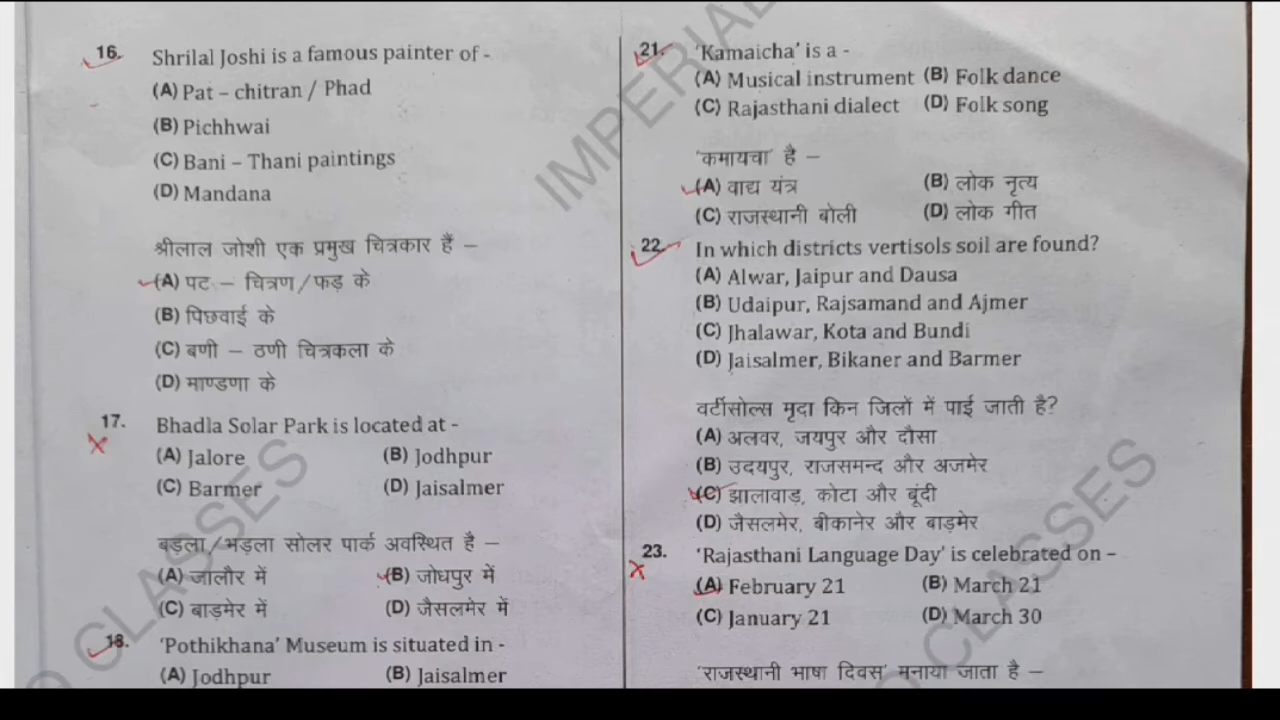 16. Shrilal Joshi is a famous painter of -
(A) Pat – chitran / Phad
(B) Pichhwai
(C) Bani – Thani paintings
(D) Mandana
श्रीलाल जोशी एक प्रमुख चित्रकार हैं –
(A) पट – चित्रण / फड़ के
(B) पिछवाई के
(C) बणी – ठणी चित्रकला के
(D) माण्डणा के
17. Bhadla Solar Park is located at -
(A) Jalore (B) Jodhpur
(C) Barmer (D) Jaisalmer
बड़ला / भड़ला सोलर पार्क अवस्थित है –
(A) जालौर में (B) जोधपुर में
(C) बाड़मेर में (D) जैसलमेर में
18. 'Pothikhana' Museum is situated in -
(A) Jodhpur (B) Jaisalmer
21. 'Kamaicha' is a -
(A) Musical instrument (B) Folk dance
(C) Rajasthani dialect (D) Folk song
'कमायचा' है –
(A) वाद्य यंत्र (B) लोक नृत्य
(C) राजस्थानी बोली (D) लोक गीत
22. In which districts vertisols soil are found?
(A) Alwar, Jaipur and Dausa
(B) Udaipur, Rajsamand and Ajmer
(C) Jhalawar, Kota and Bundi
(D) Jaisalmer, Bikaner and Barmer
वर्टीसोल्स मृदा किन जिलों में पाई जाती है?
(A) अलवर, जयपुर और दौसा
(B) उदयपुर, राजसमन्द और अजमेर
(C) झालावाड़, कोटा और बूंदी
(D) जैसलमेर, बीकानेर और बाड़मेर
23. 'Rajasthani Language Day' is celebrated on -
(A) February 21 (B) March 21
(C) January 21 (D) March 30
'राजस्थानी भाषा दिवस' मनाया जाता है –
IMPERIAL
CLASSES
CLASSES